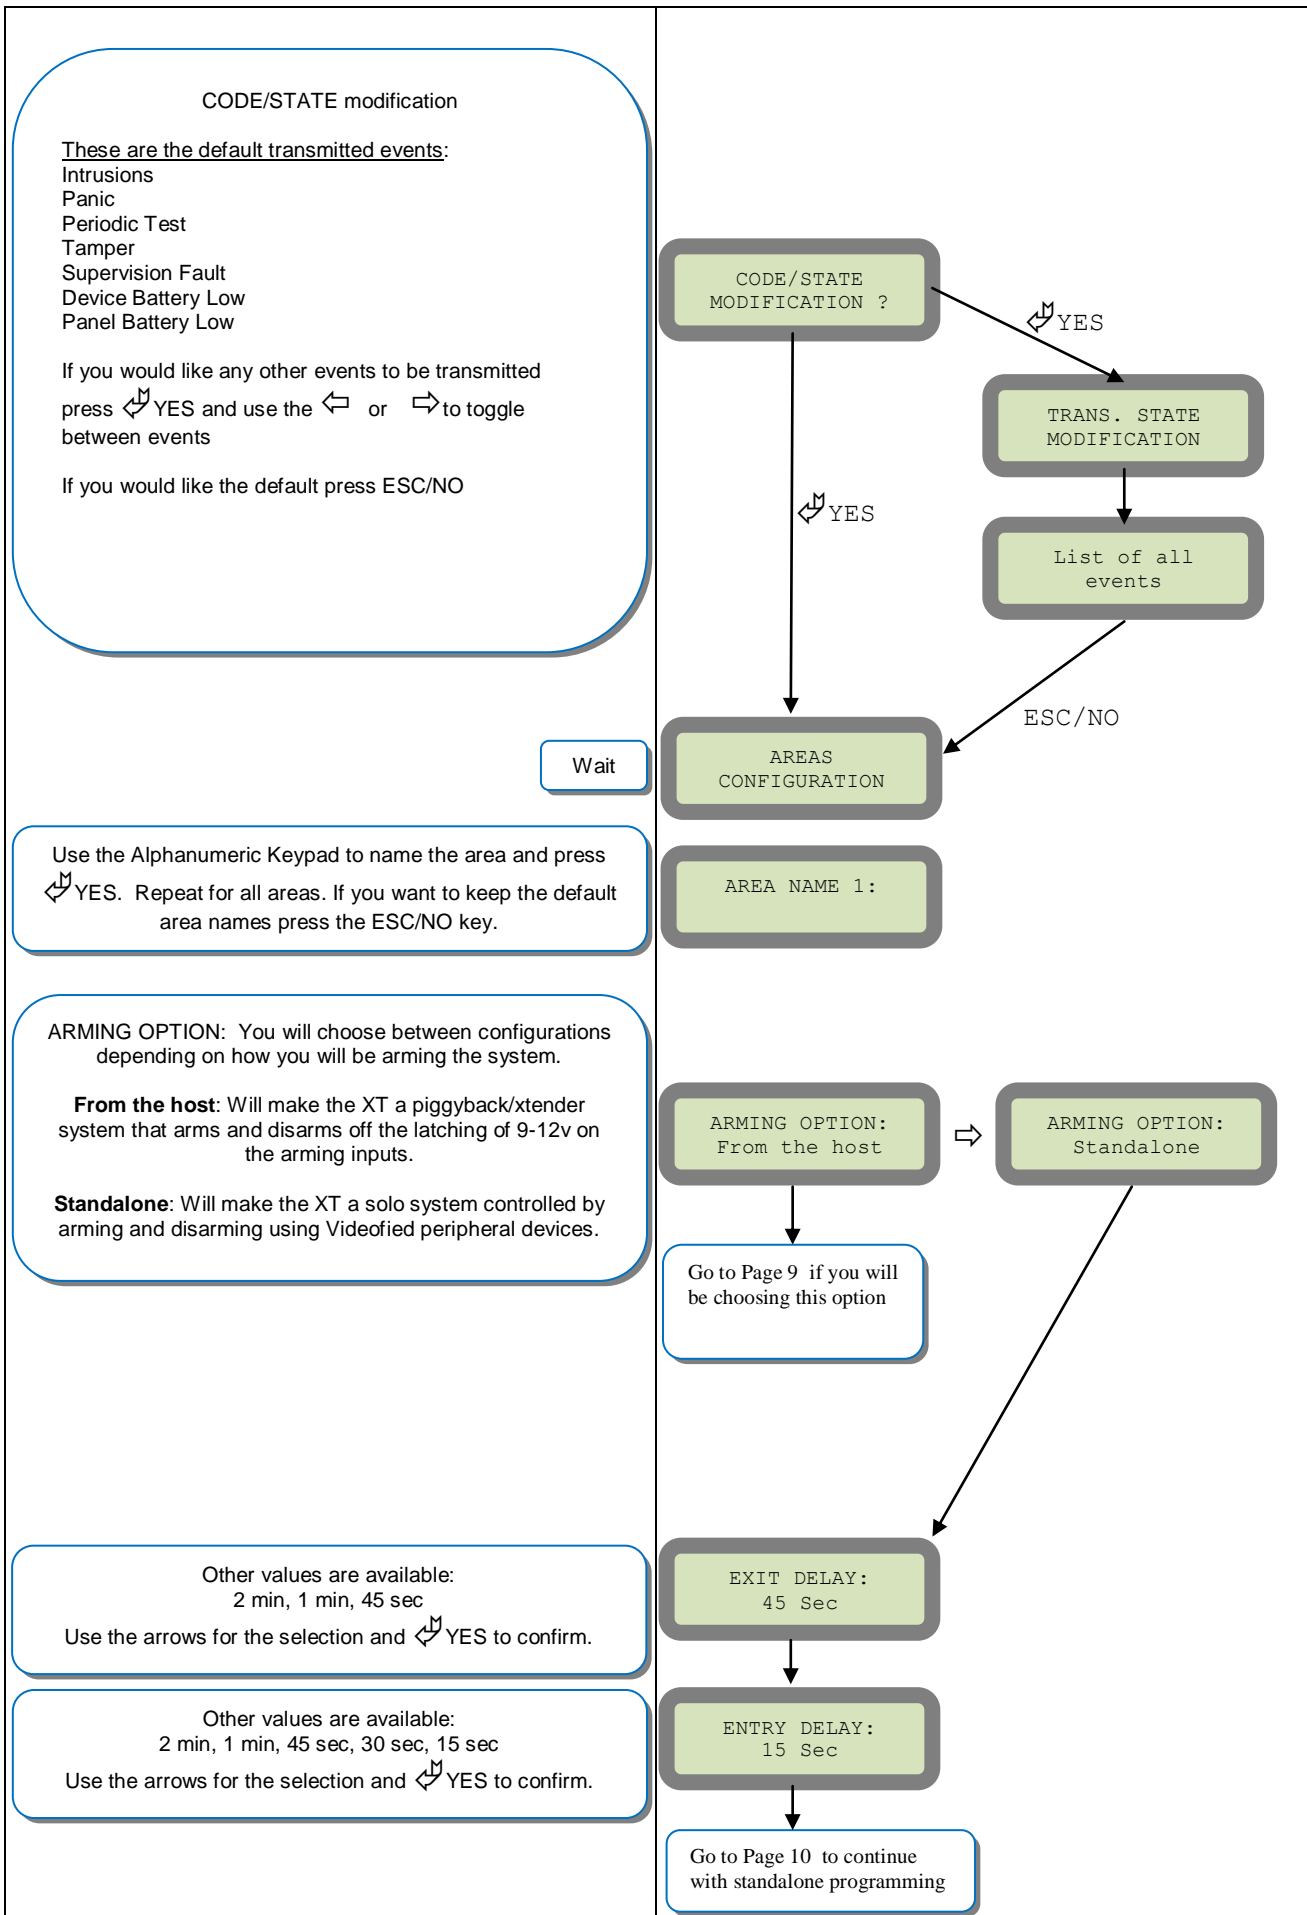 CODE/STATE modification
These are the default transmitted events:
Intrusions
Panic
Periodic Test
Tamper
Supervision Fault
Device Battery Low
Panel Battery Low
If you would like any other events to be transmitted
press YES and use the ⇦ or ⇨ to toggle
between events
If you would like the default press ESC/NO
CODE/STATE
MODIFICATION ?
YES
TRANS. STATE
MODIFICATION
YES
List of all
events
ESC/NO
Wait
AREAS
CONFIGURATION
Use the Alphanumeric Keypad to name the area and press
YES. Repeat for all areas. If you want to keep the default
area names press the ESC/NO key.
AREA NAME 1:
ARMING OPTION: You will choose between configurations
depending on how you will be arming the system.
From the host: Will make the XT a piggyback/xtender
system that arms and disarms off the latching of 9-12v on
the arming inputs.
Standalone: Will make the XT a solo system controlled by
arming and disarming using Videofied peripheral devices.
ARMING OPTION:
From the host
⇨
ARMING OPTION:
Standalone
Go to Page 9 if you will
be choosing this option
Other values are available:
2 min, 1 min, 45 sec
Use the arrows for the selection and YES to confirm.
EXIT DELAY:
45 Sec
Other values are available:
2 min, 1 min, 45 sec, 30 sec, 15 sec
Use the arrows for the selection and YES to confirm.
ENTRY DELAY:
15 Sec
Go to Page 10 to continue
with standalone programming